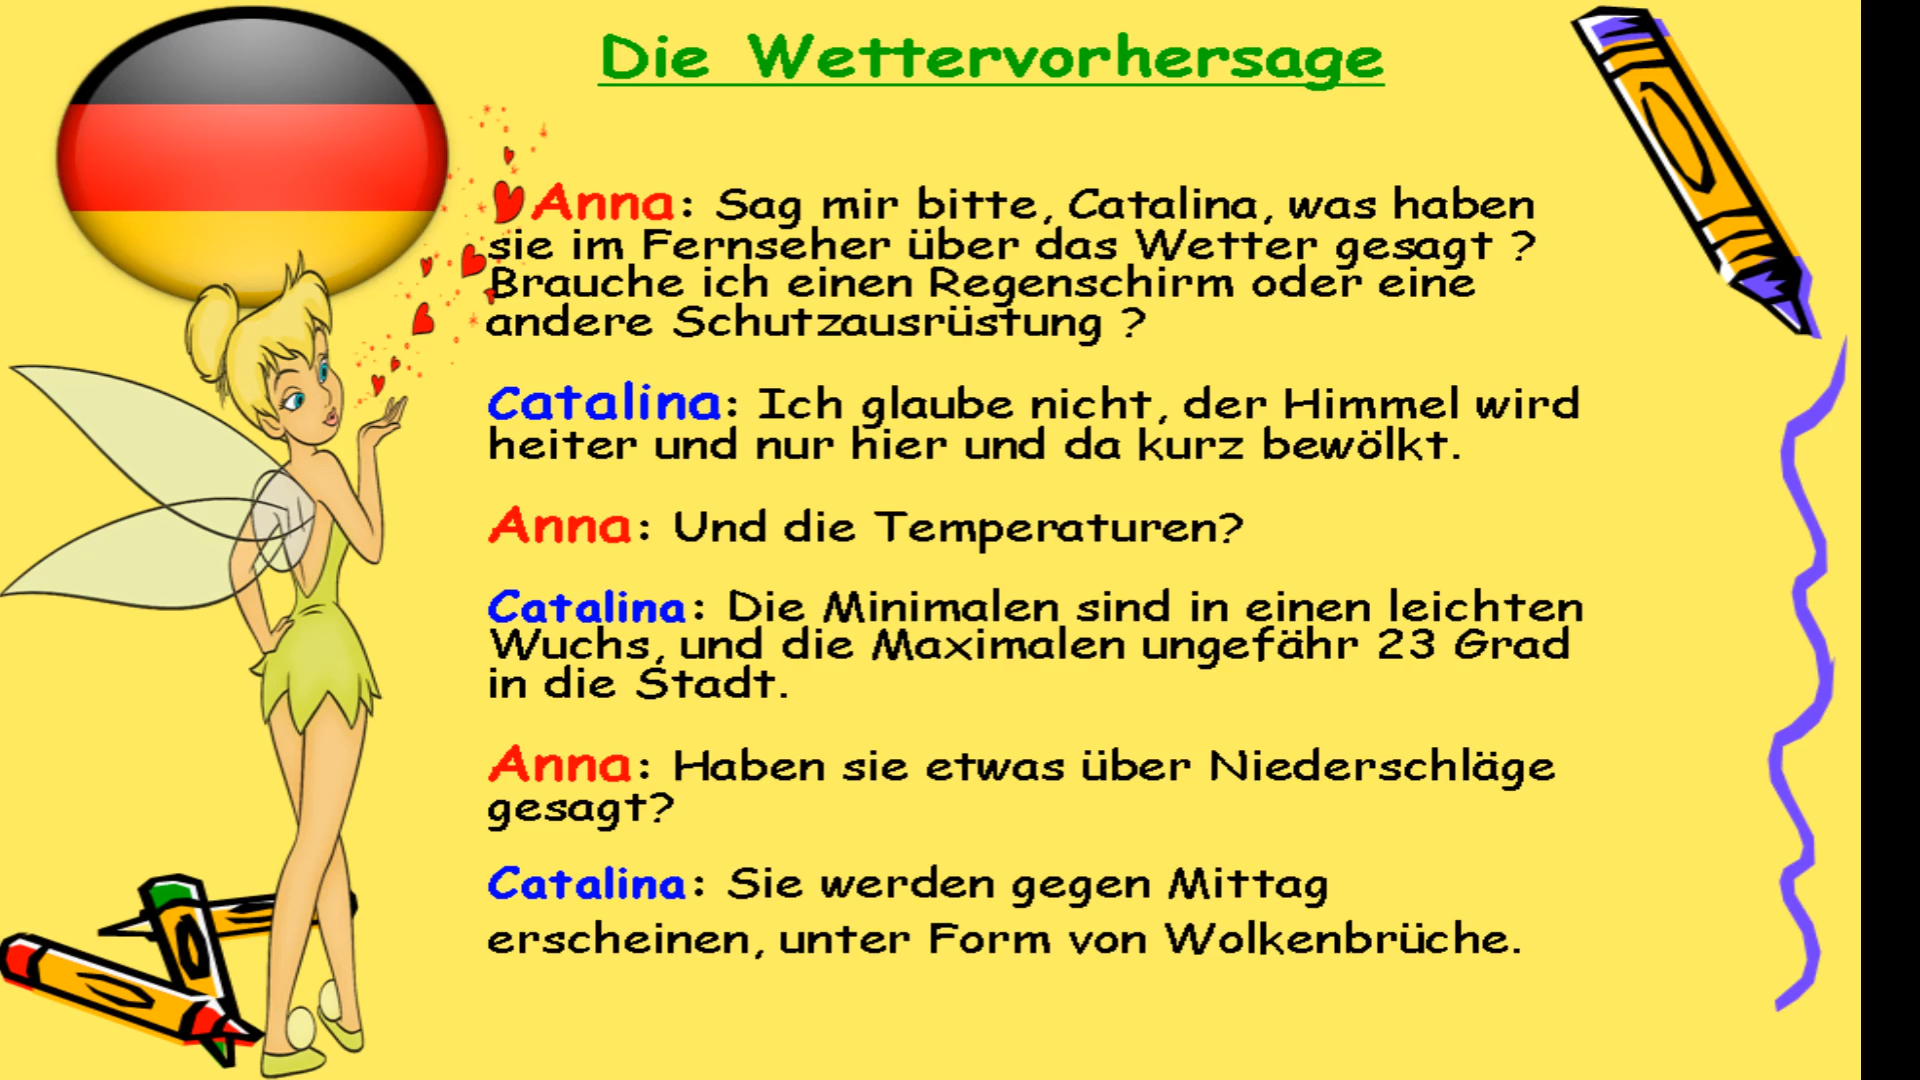 Die Wettervorhersage
Anna: Sag mir bitte, Catalina, was haben
sie im Fernseher über das Wetter gesagt ?
Brauche ich einen Regenschirm oder eine
andere Schutzausrüstung ?
Catalina: Ich glaube nicht, der Himmel wird
heiter und nur hier und da kurz bewölkt.
Anna: Und die Temperaturen?
Catalina: Die Minimalen sind in einen leichten
Wuchs, und die Maximalen ungefähr 23 Grad
in die Stadt.
Anna: Haben sie etwas über Niederschläge
gesagt?
Catalina: Sie werden gegen Mittag
erscheinen, unter Form von Wolkenbrüche.